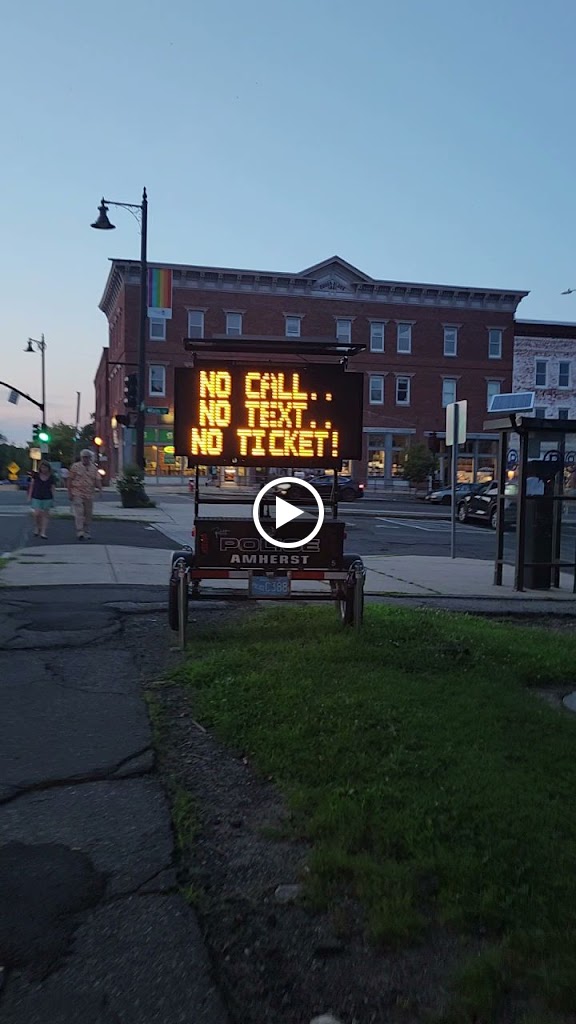 NO CALL..
NO TEXT..
NO TICKET!
POLICE
AMHERST